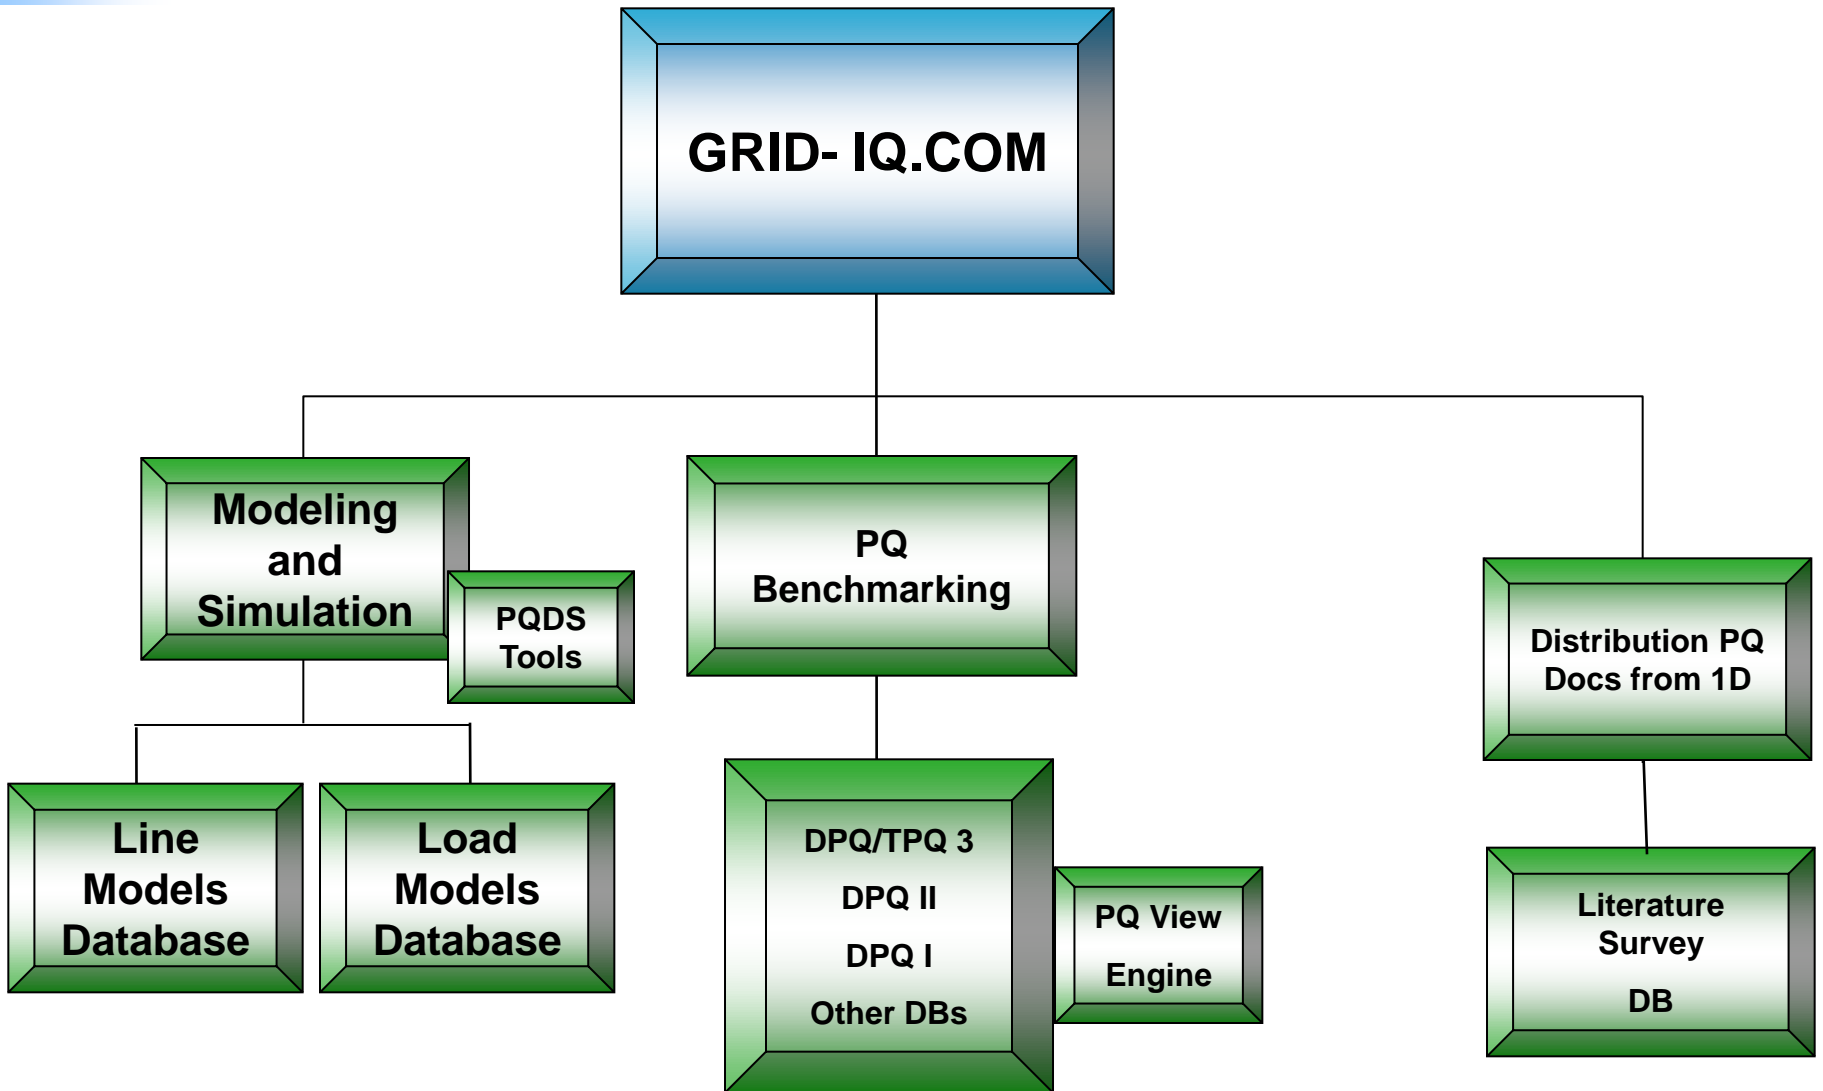 GRID- IQ.COM
Modeling
and
Simulation
PQDS
Tools
PQ
Benchmarking
Distribution PQ
Docs from 1D
Line
Models
Database
Load
Models
Database
DPQ/TPQ 3
DPQ II
DPQ I
Other DBs
PQ View
Engine
Literature
Survey
DB